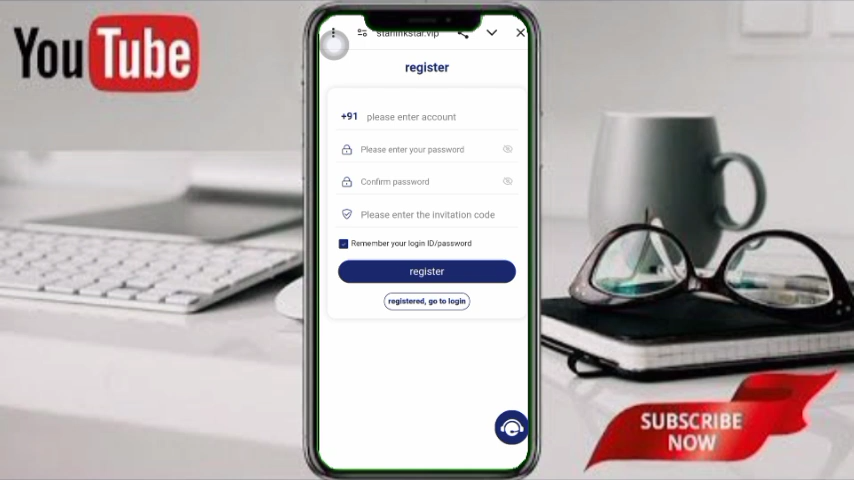 YouTube
register
+91 please enter account
Please enter your password
Confirm password
Please enter the invitation code
Remember your login ID/password
register
registered, go to login
SUBSCRIBE
NOW